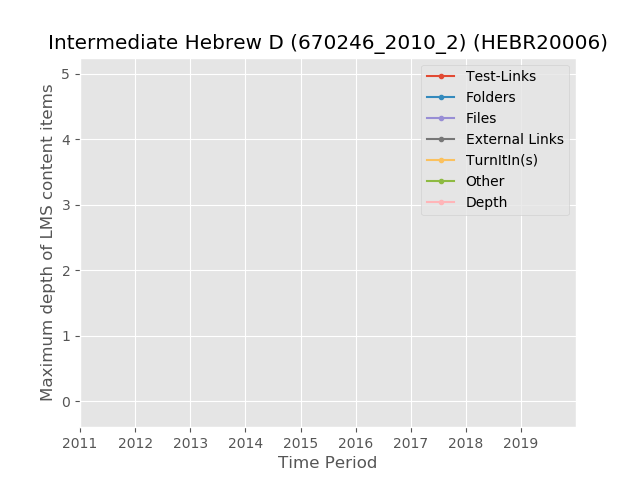 Intermediate Hebrew D (670246_2010_2) (HEBR20006)
Maximum depth of LMS content items
5
4
3
2
1
0
Test-Links
Folders
Files
External Links
TurnItIn(s)
Other
Depth
2011 2012 2013 2014 2015 2016 2017 2018 2019
Time Period